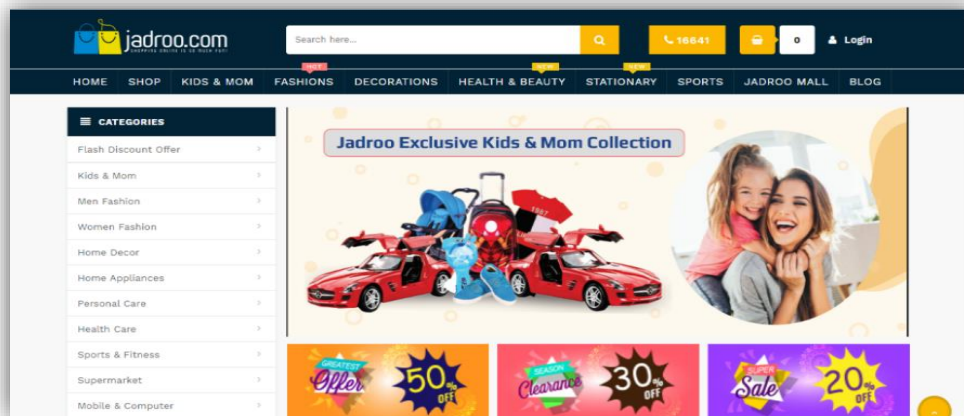 jadroo.com
SHOPPING ONLINE IS SO MUCH FUN!
Search here...
16641
0
Login
HOT
NEW
NEW
HOME SHOP KIDS & MOM FASHIONS DECORATIONS HEALTH & BEAUTY STATIONARY SPORTS JADROO MALL BLOG
CATEGORIES
Flash Discount Offer
Kids & Mom
Men Fashion
Women Fashion
Home Decor
Home Appliances
Personal Care
Health Care
Sports & Fitness
Supermarket
Mobile & Computer
Jadroo Exclusive Kids & Mom Collection
1987
GREATEST
Offer
50% OFF
SEASON
Clearance
30% OFF
SUPER
Sale
20% OFF